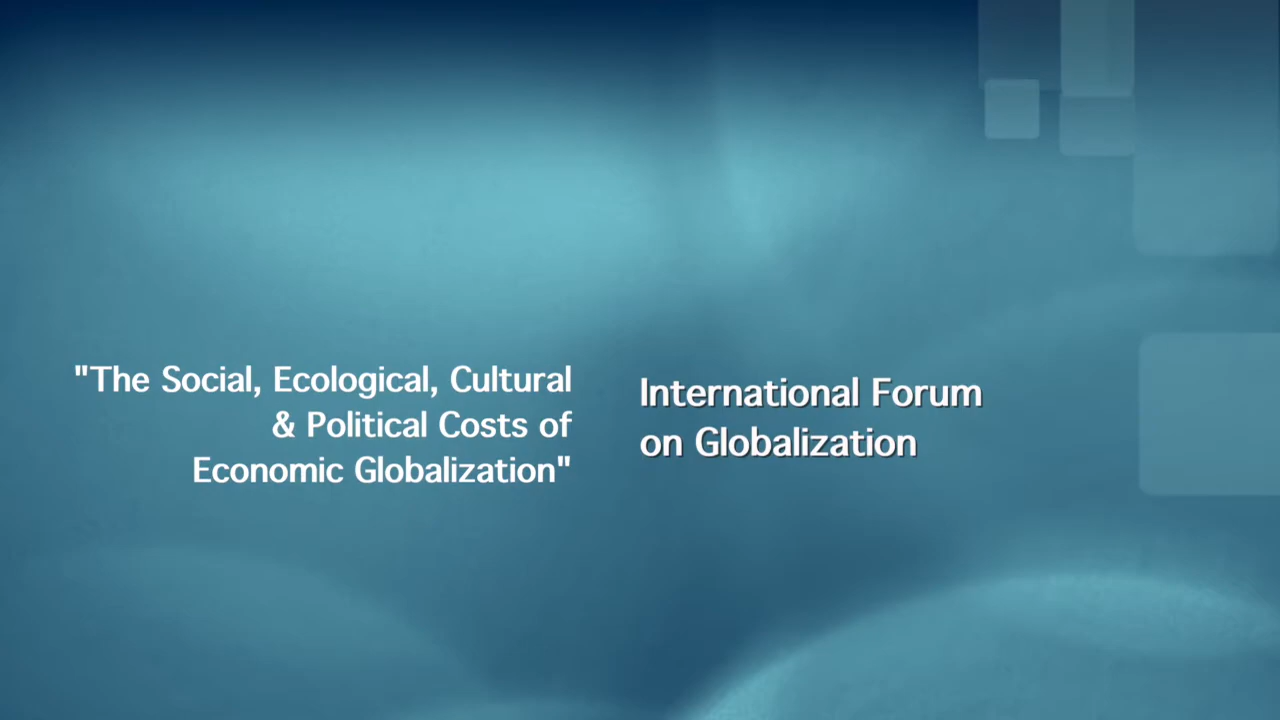 "The Social, Ecological, Cultural
& Political Costs of
Economic Globalization"
International Forum
on Globalization